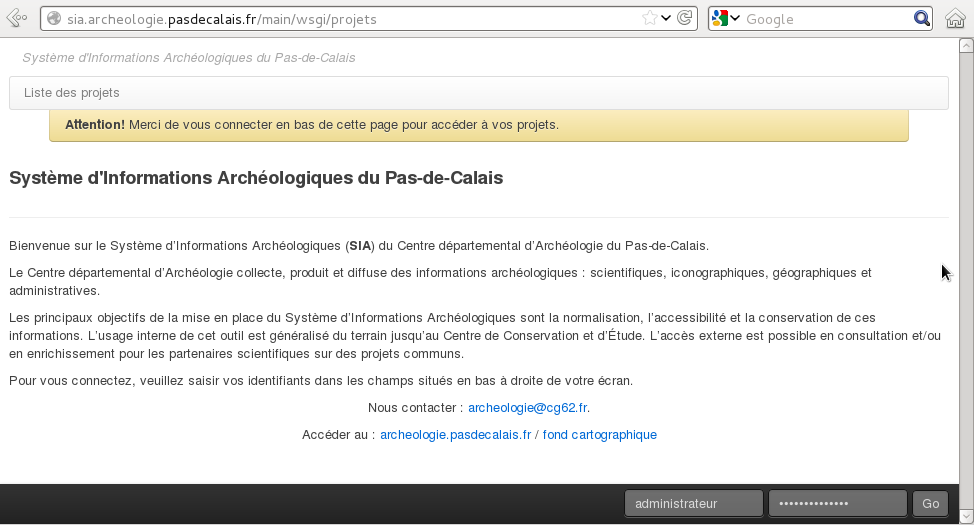 sia.archeologie.pasdecalais.fr/main/wsgi/projets
Google
Système d'Informations Archéologiques du Pas-de-Calais
Liste des projets
Attention! Merci de vous connecter en bas de cette page pour accéder à vos projets.
Système d'Informations Archéologiques du Pas-de-Calais
Bienvenue sur le Système d'Informations Archéologiques (SIA) du Centre départemental d'Archéologie du Pas-de-Calais.
Le Centre départemental d'Archéologie collecte, produit et diffuse des informations archéologiques : scientifiques, iconographiques, géographiques et
administratives.
Les principaux objectifs de la mise en place du Système d'Informations Archéologiques sont la normalisation, l'accessibilité et la conservation de ces
informations. L'usage interne de cet outil est généralisé du terrain jusqu'au Centre de Conservation et d'Étude. L'accès externe est possible en consultation et/ou
en enrichissement pour les partenaires scientifiques sur des projets communs.
Pour vous connectez, veuillez saisir vos identifiants dans les champs situés en bas à droite de votre écran.
Nous contacter : archeologie@cg62.fr.
Accéder au : archeologie.pasdecalais.fr / fond cartographique
administrateur •••••••••••••• Go